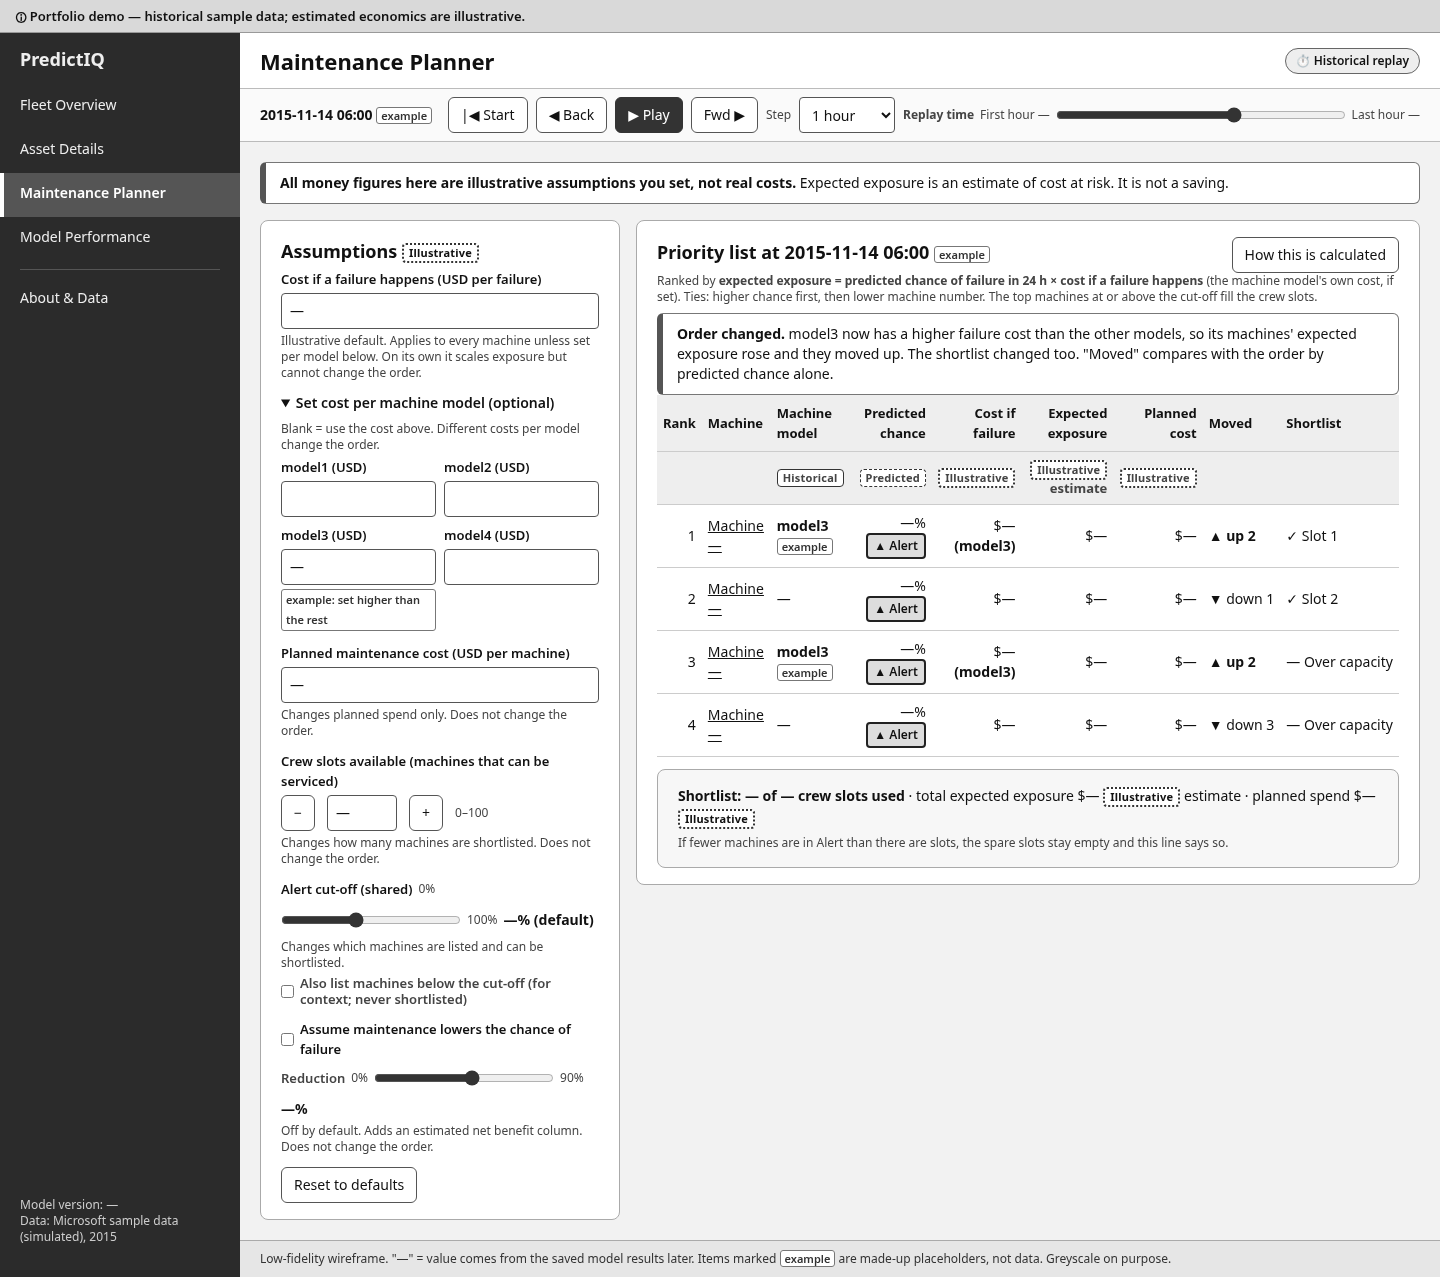 ⓘ Portfolio demo — historical sample data; estimated economics are illustrative.
PredictIQ
Fleet Overview
Asset Details
Maintenance Planner
Model Performance
About & Data
Model version: —
Data: Microsoft sample data
(simulated), 2015
Maintenance Planner
⏱ Historical replay
2015-11-14 06:00 example |◀ Start ◀ Back ▶ Play Fwd ▶ Step 1 hour Replay time First hour — Last hour —
All money figures here are illustrative assumptions you set, not real costs. Expected exposure is an estimate of cost at risk. It is not a saving.
Assumptions Illustrative
Cost if a failure happens (USD per failure)
—
Illustrative default. Applies to every machine unless set
per model below. On its own it scales exposure but
cannot change the order.
▼ Set cost per machine model (optional)
Blank = use the cost above. Different costs per model
change the order.
model1 (USD) model2 (USD)
model3 (USD) model4 (USD)
—
example: set higher than
the rest
Planned maintenance cost (USD per machine)
—
Changes planned spend only. Does not change the
order.
Crew slots available (machines that can be
serviced)
− — + 0–100
Changes how many machines are shortlisted. Does not
change the order.
Alert cut-off (shared) 0%
100% —% (default)
Changes which machines are listed and can be
shortlisted.
Also list machines below the cut-off (for
context; never shortlisted)
Assume maintenance lowers the chance of
failure
Reduction 0% 90%
—%
Off by default. Adds an estimated net benefit column.
Does not change the order.
Reset to defaults
Priority list at 2015-11-14 06:00 example
How this is calculated
Ranked by expected exposure = predicted chance of failure in 24 h × cost if a failure happens (the machine model's own cost, if
set). Ties: higher chance first, then lower machine number. The top machines at or above the cut-off fill the crew slots.
Order changed. model3 now has a higher failure cost than the other models, so its machines' expected
exposure rose and they moved up. The shortlist changed too. "Moved" compares with the order by
predicted chance alone.
Rank Machine Machine model Predicted chance Cost if failure Expected exposure Planned cost Moved Shortlist
Historical Predicted Illustrative Illustrative estimate Illustrative
1 Machine — model3 example —% ▲ Alert $— (model3) $— $— ▲ up 2 ✓ Slot 1
2 Machine — — —% ▲ Alert $— $— $— ▼ down 1 ✓ Slot 2
3 Machine — model3 example —% ▲ Alert $— (model3) $— $— ▲ up 2 — Over capacity
4 Machine — — —% ▲ Alert $— $— $— ▼ down 3 — Over capacity
Shortlist: — of — crew slots used · total expected exposure $— Illustrative estimate · planned spend $—
Illustrative
If fewer machines are in Alert than there are slots, the spare slots stay empty and this line says so.
Low-fidelity wireframe. "—" = value comes from the saved model results later. Items marked example are made-up placeholders, not data. Greyscale on purpose.